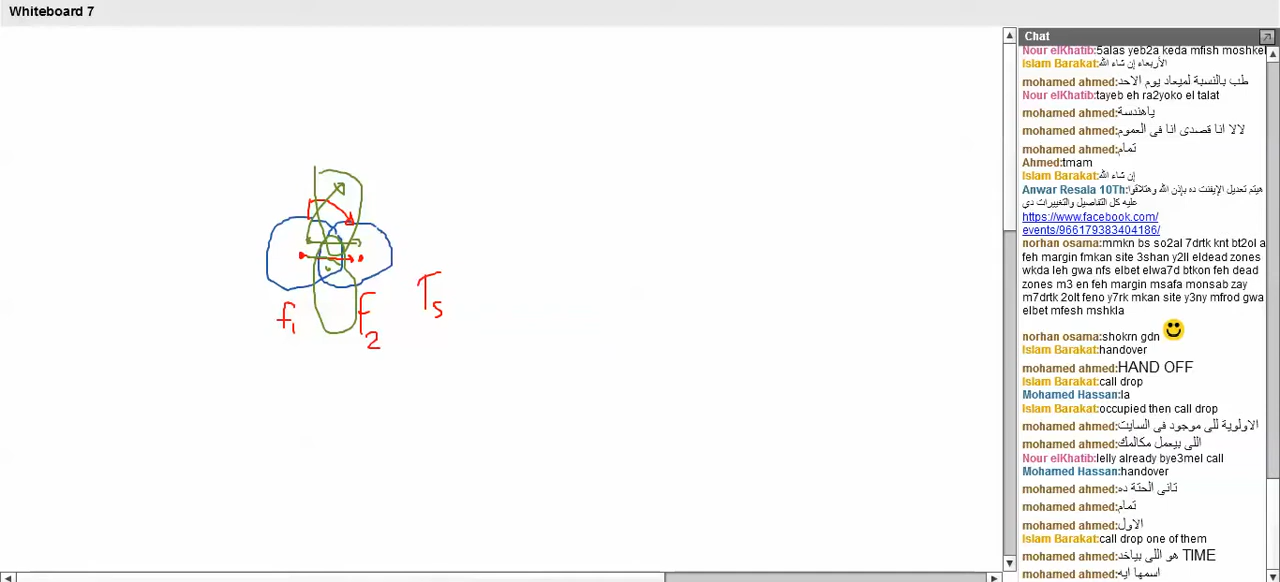 Whiteboard 7
f1
F2
Ts
Chat
Nour elKhatib:5alas yeb2a keda mfish moshkel
Islam Barakat:الأربعاء إن شاء الله
mohamed ahmed:طب بالنسبة لميعاد يوم الاحد
Nour elKhatib:tayeb eh ra2yoko el talat
mohamed ahmed:ياهندسة
mohamed ahmed:لالا انا قصدى انا فى العموم
mohamed ahmed:تمام
Ahmed:tmam
Islam Barakat:إن شاء الله
Anwar Resala 10Th:هيتم تعديل الإيفنت ده بإذن الله وهتلاقوا
عليه كل التفاصيل والتغييرات دي
https://www.facebook.com/
events/966179383404186/
norhan osama:mmkn bs so2al 7drtk knt bt2ol a
feh margin fmkan site 3shan y2ll eldead zones
wkda leh gwa nfs elbet elwa7d btkon feh dead
zones m3 en feh margin msafa monsab zay
m7drtk 2olt feno y7rk mkan site y3ny mfrod gwa
elbet mfesh mshkla
norhan osama:shokrn gdn
Islam Barakat:handover
mohamed ahmed:HAND OFF
Islam Barakat:call drop
Mohamed Hassan:la
Islam Barakat:occupied then call drop
mohamed ahmed:الاولوية للى موجود فى السايت
mohamed ahmed:اللى بيعمل مكالمك
Nour elKhatib:lelly already bye3mel call
Mohamed Hassan:handover
mohamed ahmed:تانى الحتة ده
mohamed ahmed:تمام
mohamed ahmed:الاول
Islam Barakat:call drop one of them
mohamed ahmed:هو اللى بياخد TIME
mohamed ahmed:اسمها ايه